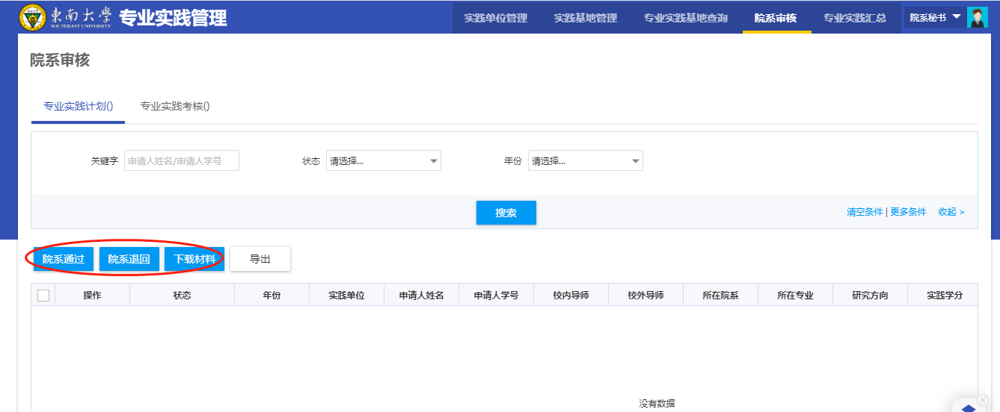 東南大學 专业实践管理 实践单位管理 实践基地管理 专业实践基地查询 院系审核 专业实践汇总 院系秘书
SOUTHEAST UNIVERSITY
院系审核
专业实践计划() 专业实践考核()
关键字 申请人姓名/申请人学号 状态 请选择... 年份 请选择...
搜索 清空条件 | 更多条件 收起 >
院系通过 院系退回 下载材料 导出
操作 状态 年份 实践单位 申请人姓名 申请人学号 校内导师 校外导师 所在院系 所在专业 研究方向 实践学分
没有数据